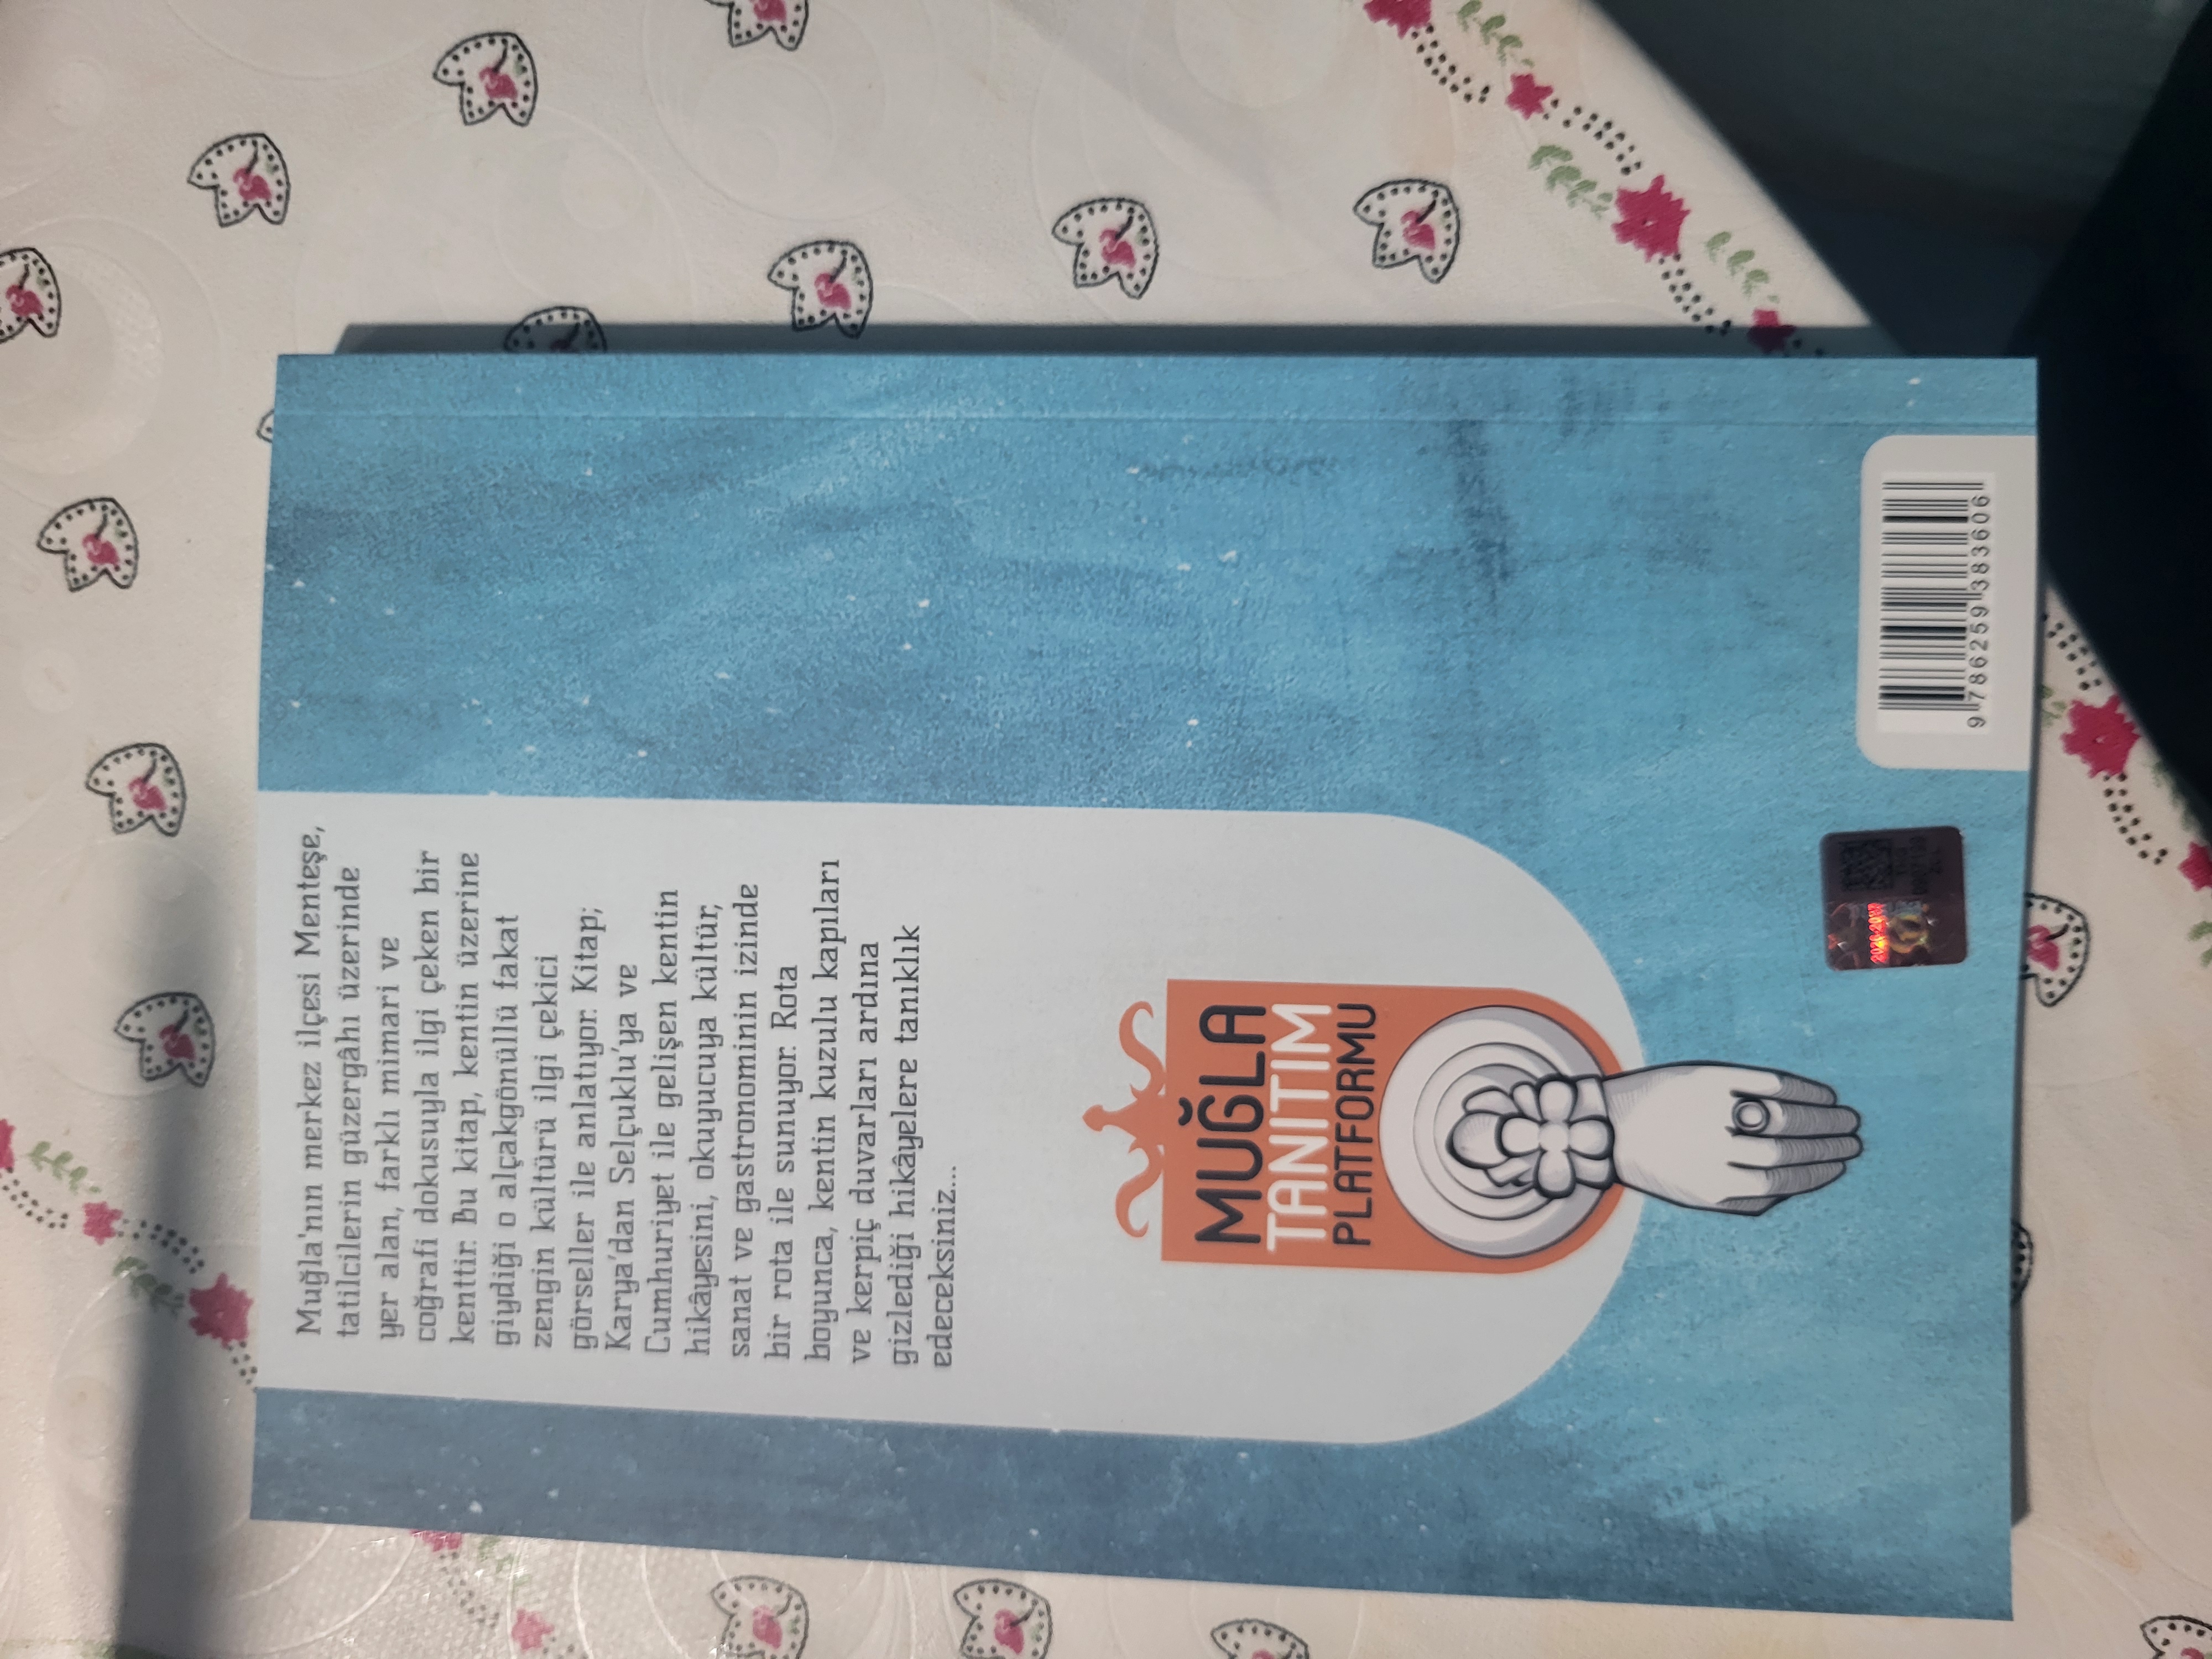 Muğla'nın merkez ilçesi Menteşe,
tatilcilerin güzergâhı üzerinde
yer alan, farklı mimari ve
coğrafi dokusuyla ilgi çeken bir
kenttir. Bu kitap, kentin üzerine
giydiği o alçakgönüllü fakat
zengin kültürü ilgi çekici
görseller ile anlatıyor. Kitap;
Karya'dan Selçuklu'ya ve
Cumhuriyet ile gelişen kentin
hikâyesini, okuyucuya kültür,
sanat ve gastronominin izinde
bir rota ile sunuyor. Rota
boyunca, kentin kuzulu kapıları
ve kerpiç duvarları ardına
gizlediği hikâyelere tanıklık
edeceksiniz...
MUĞLA
TANITIM
PLATFORMU
9 786259 383606